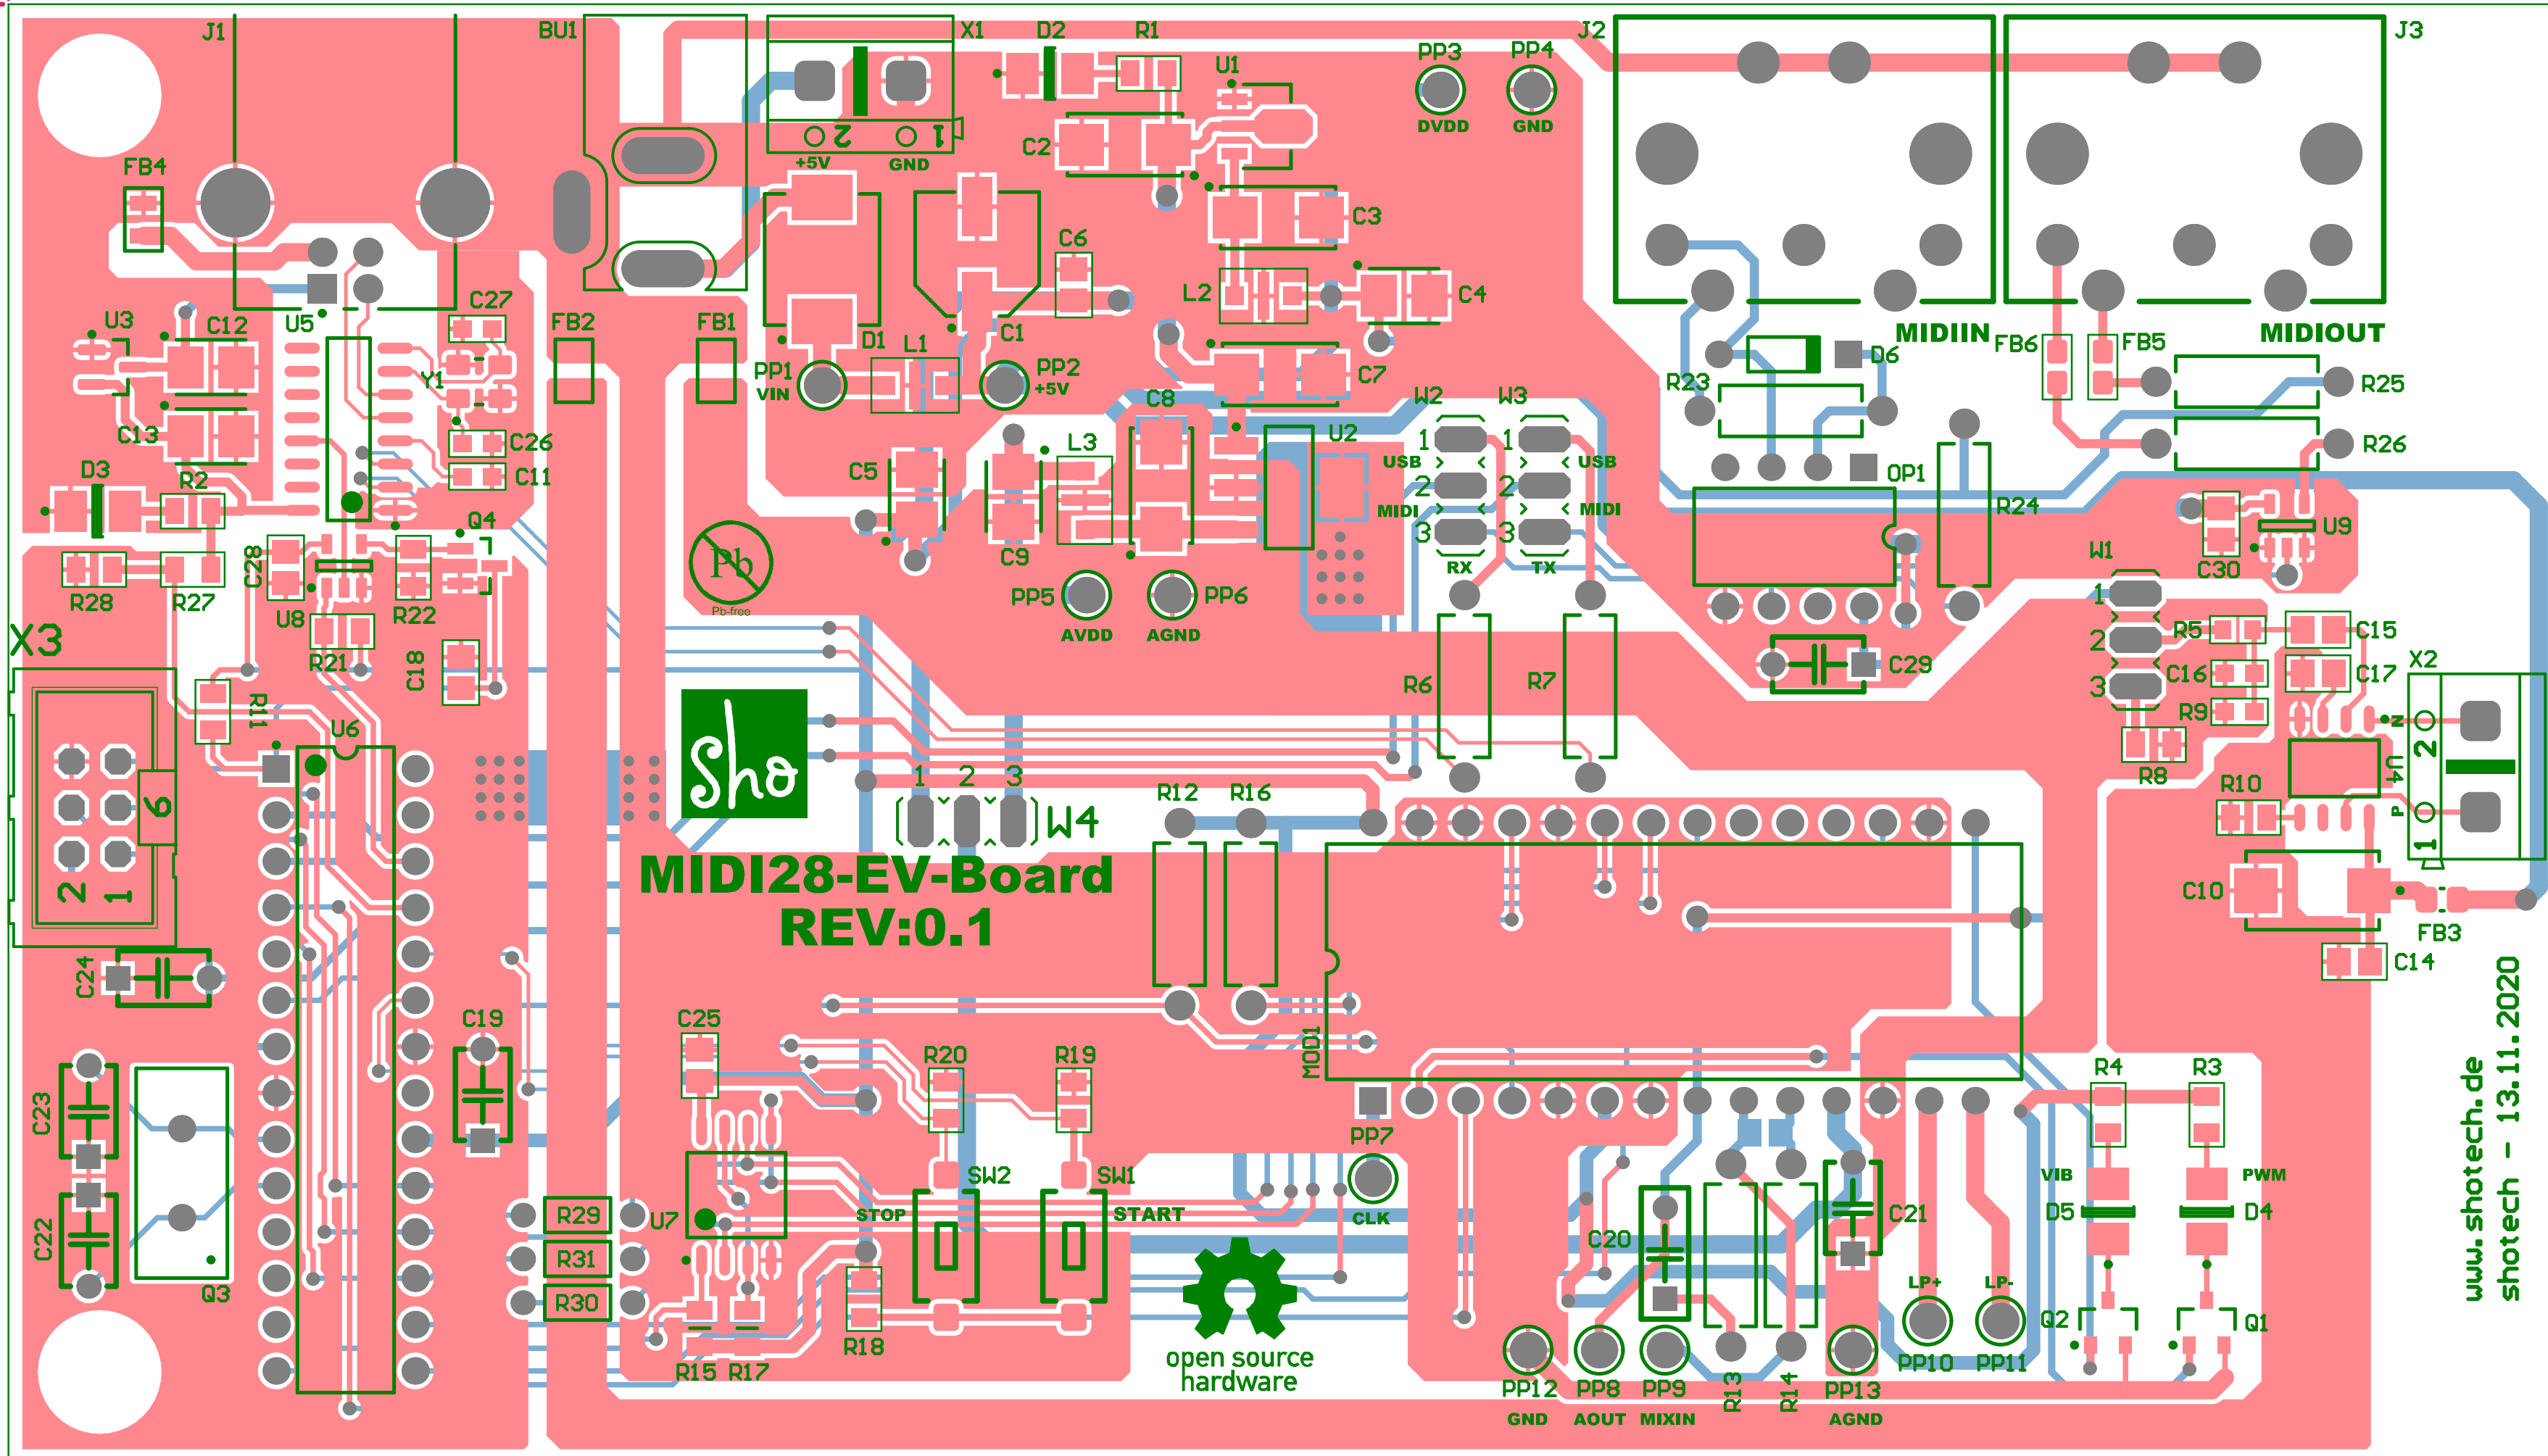 J1
BU1
X1
D2
R1
J2
J3
U1
PP3
PP4
DVDD
GND
C2
2
1
+5V
GND
FB4
C3
C6
L2
C4
C27
U3
C12
U5
FB2
FB1
D1
L1
C1
MIDIIN
MIDIOUT
FB6
FB5
D6
Y1
PP1
VIN
PP2
+5V
C7
C8
W2
W3
R23
R25
C13
C26
L3
U2
1
1
R26
D3
R2
C11
C5
USB
USB
OP1
2
2
MIDI
MIDI
R24
Q4
3
3
U9
C9
W1
C28
Pb
RX
TX
C30
R28
R27
R22
Pb-free
PP5
PP6
1
U8
AVDD
AGND
X3
R21
2
R5
C15
C18
C29
X2
C16
C17
R6
R7
3
R11
R9
N
U6
sho
2
R8
U4
1
2
3
6
R12
R16
R10
P
W4
1
MIDI28-EV-Board
2
1
C10
REV:0.1
FB3
C24
C14
C19
C25
MOD1
R20
R19
R4
R3
C23
PP7
SW2
SW1
VIB
PWM
STOP
START
CLK
R29
U7
C20
C21
D5
D4
C22
R31
LP+
LP-
Q3
R30
Q2
Q1
R18
open source
hardware
R15
R17
PP10
PP11
PP12
PP8
PP9
R13
R14
PP13
GND
AOUT
MIXIN
AGND
www.shotech.de
shotech - 13.11.2020